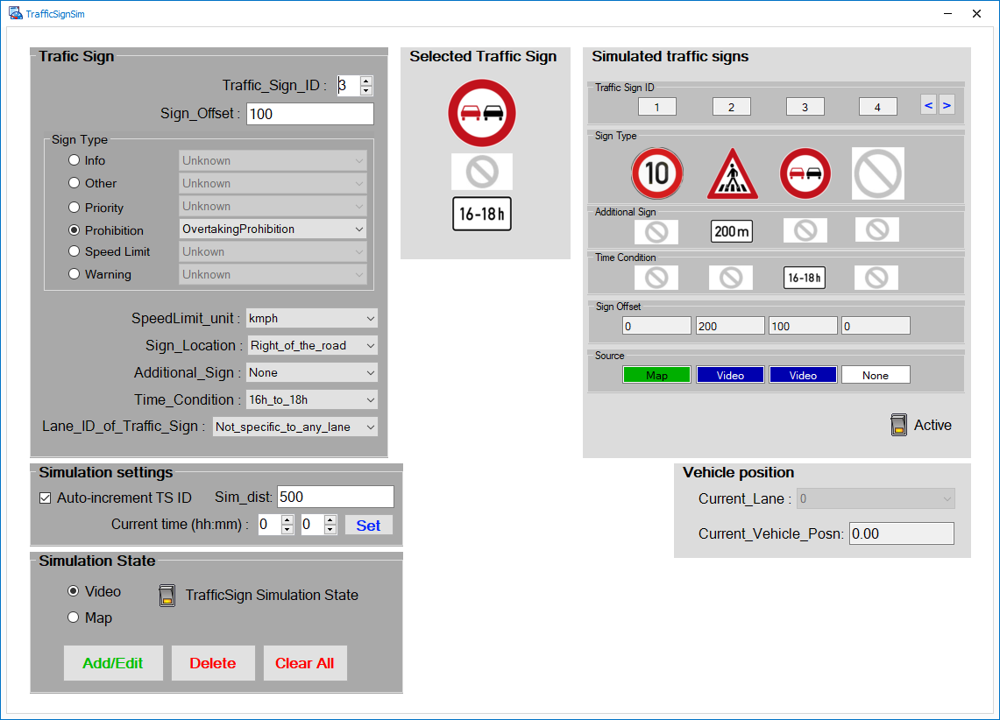 TrafficSignSim
Trafic Sign
Traffic_Sign_ID : 3
Sign_Offset : 100
Sign Type
Info Unknown
Other Unknown
Priority Unknown
Prohibition OvertakingProhibition
Speed Limit Unkown
Warning Unknown
SpeedLimit_unit : kmph
Sign_Location : Right_of_the_road
Additional_Sign : None
Time_Condition : 16h_to_18h
Lane_ID_of_Traffic_Sign : Not_specific_to_any_lane
Selected Traffic Sign
16-18h
Simulated traffic signs
Traffic Sign ID
1 2 3 4 < >
Sign Type
10
Additional Sign
200m
Time Condition
16-18h
Sign Offset
0 200 100 0
Source
Map Video Video None
Active
Simulation settings
Auto-increment TS ID Sim_dist: 500
Current time (hh:mm) : 0 0 Set
Vehicle position
Current_Lane : 0
Current_Vehicle_Posn: 0.00
Simulation State
Video
TrafficSign Simulation State
Map
Add/Edit Delete Clear All